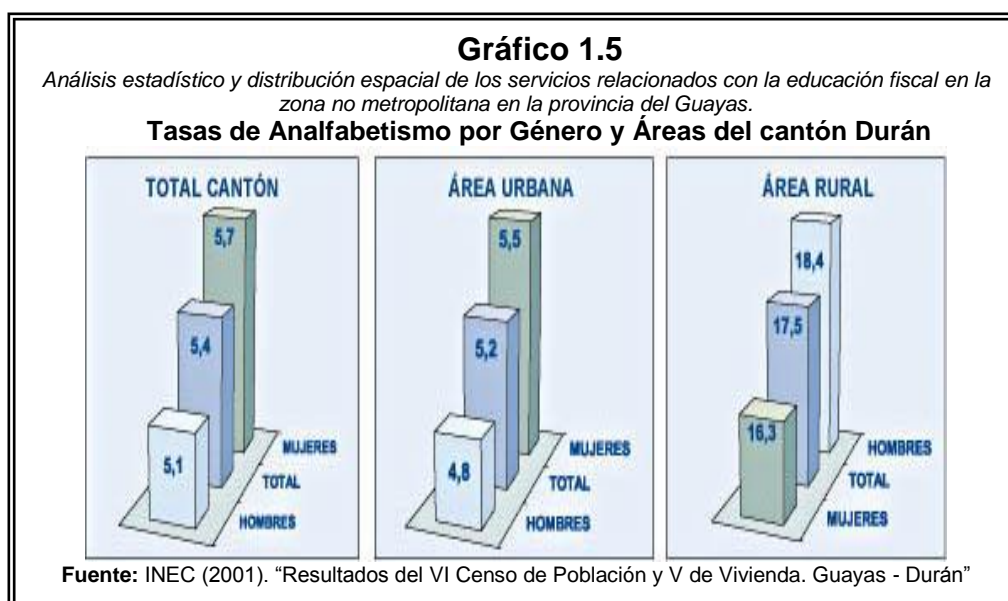 Gráfico 1.5
Análisis estadístico y distribución espacial de los servicios relacionados con la educación fiscal en la
zona no metropolitana en la provincia del Guayas.
Tasas de Analfabetismo por Género y Áreas del cantón Durán
TOTAL CANTÓN
5,7
5,4
5,1
MUJERES
TOTAL
HOMBRES
ÁREA URBANA
5,5
5,2
4,8
MUJERES
TOTAL
HOMBRES
ÁREA RURAL
18,4
17,5
16,3
HOMBRES
TOTAL
MUJERES
Fuente: INEC (2001). “Resultados del VI Censo de Población y V de Vivienda. Guayas - Durán”